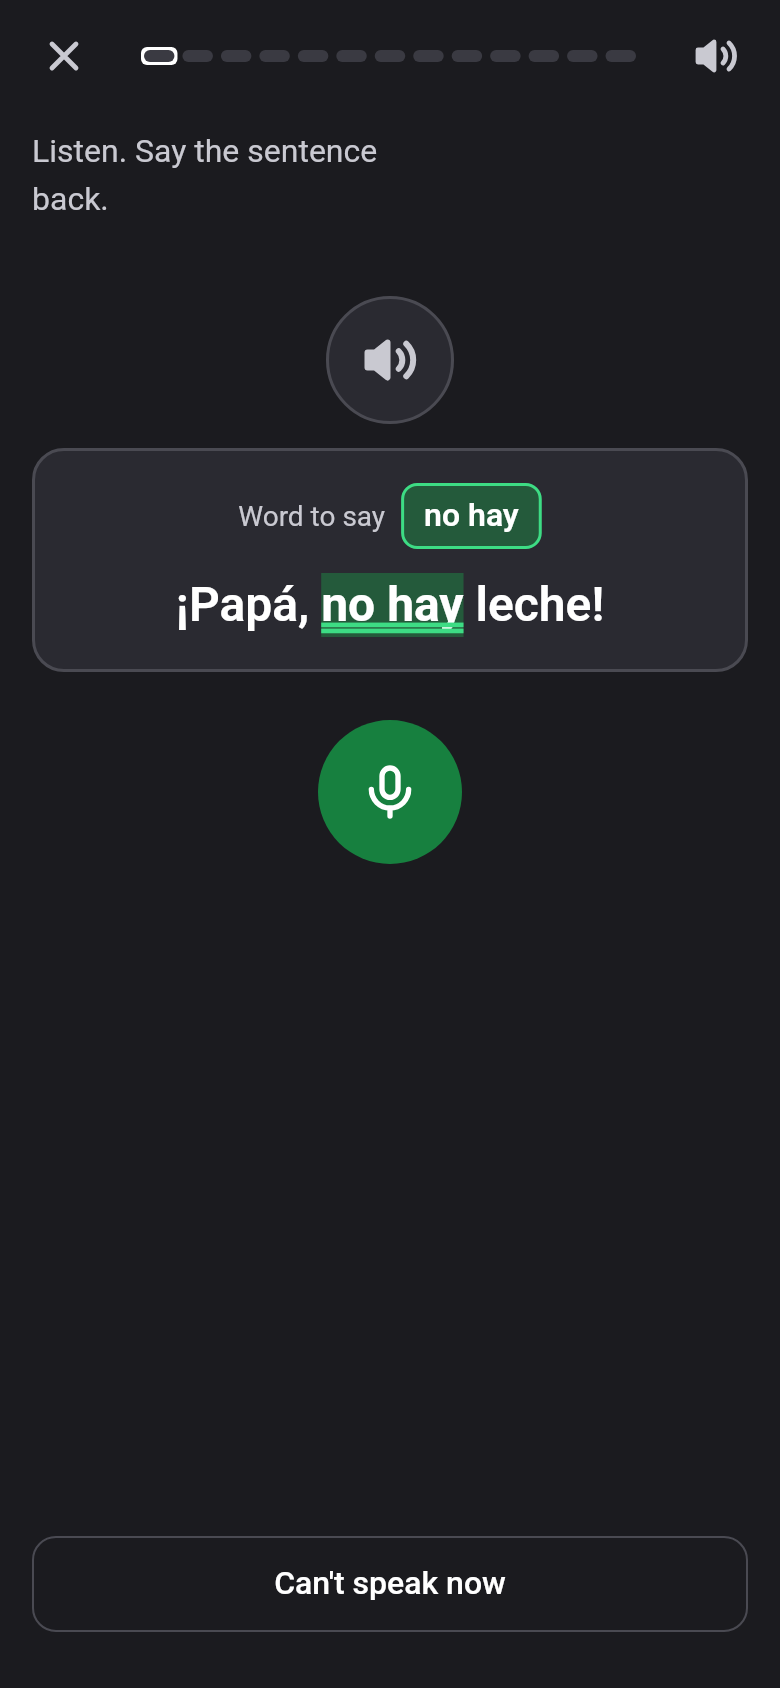 Listen. Say the sentence
back.
Word to say no hay
¡Papá, no hay leche!
Can't speak now